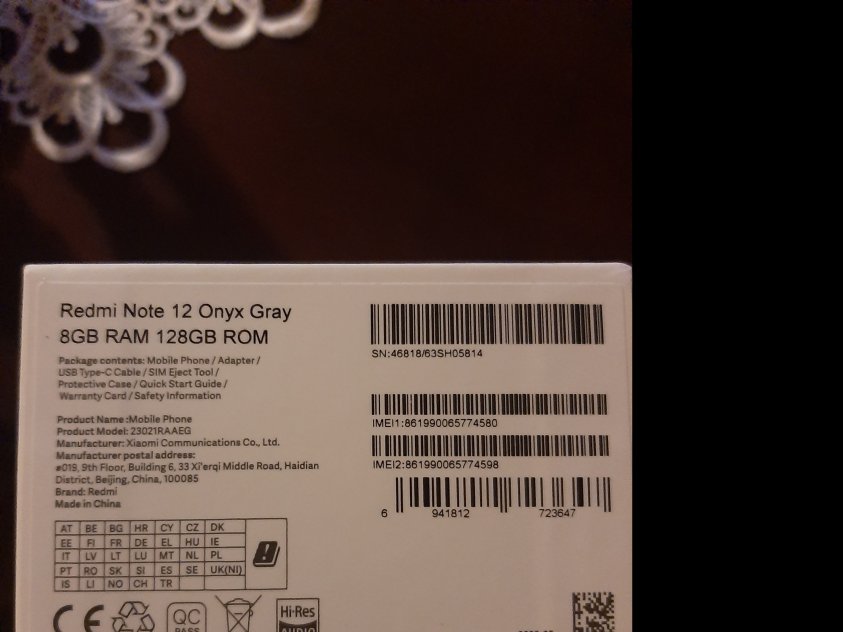 Redmi Note 12 Onyx Gray
8GB RAM 128GB ROM
Package contents: Mobile Phone / Adapter /
USB Type-C Cable / SIM Eject Tool /
Protective Case / Quick Start Guide /
Warranty Card / Safety Information
Product Name :Mobile Phone
Product Model: 23021RAAEG
Manufacturer: Xiaomi Communications Co., Ltd.
Manufacturer postal address:
#019, 9th Floor, Building 6, 33 Xi'erqi Middle Road, Haidian
District, Beijing, China, 100085
Brand: Redmi
Made in China
AT BE BG HR CY CZ DK
EE FI FR DE EL HU IE
IT LV LT LU MT NL PL
PT RO SK SI ES SE UK(NI)
IS LI NO CH TR
CE
QC
PASS
Hi-Res
AUDIO
SN:46818/63SH05814
IMEI1:861990065774580
IMEI2:861990065774598
6 941812 723647